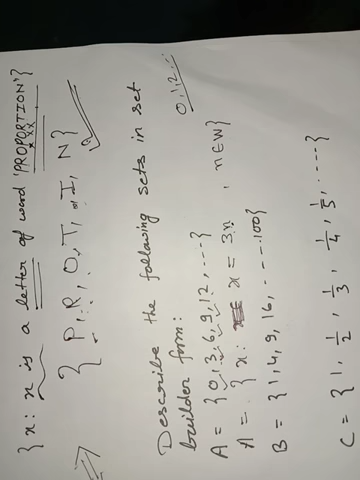 {x: x is a letter of word 'PROPORTION'}
{P, R, O, T, I, N}
Describe the following sets in set
builder form:
0,1,2...
A = {0,3,6,9,12,....}
A = {x: x = 3n , n∈W}
B = {1,4,9,16,.....100}
C = {1, 1/2, 1/3, 1/4, 1/5, .....}